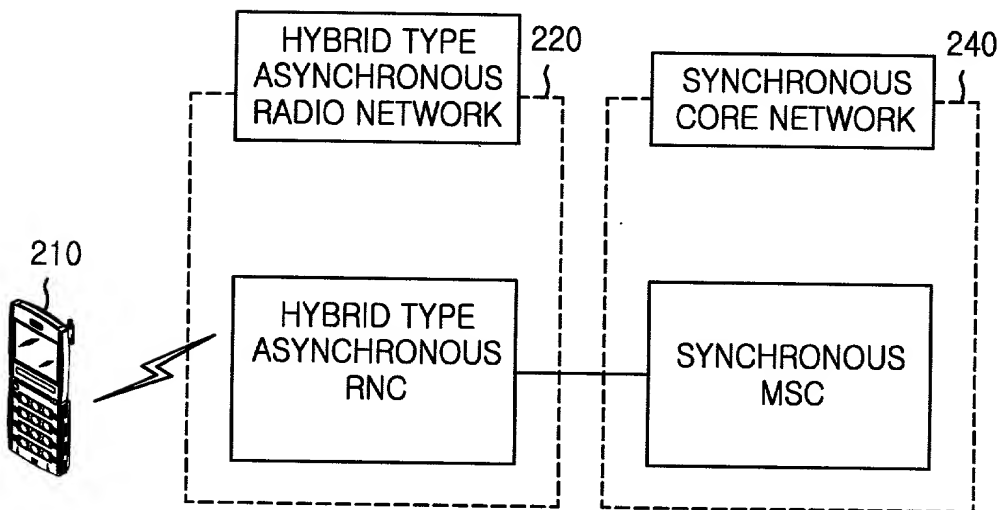 HYBRID TYPE
ASYNCHRONOUS
RADIO NETWORK
220
SYNCHRONOUS
CORE NETWORK
240
210
HYBRID TYPE
ASYNCHRONOUS
RNC
SYNCHRONOUS
MSC